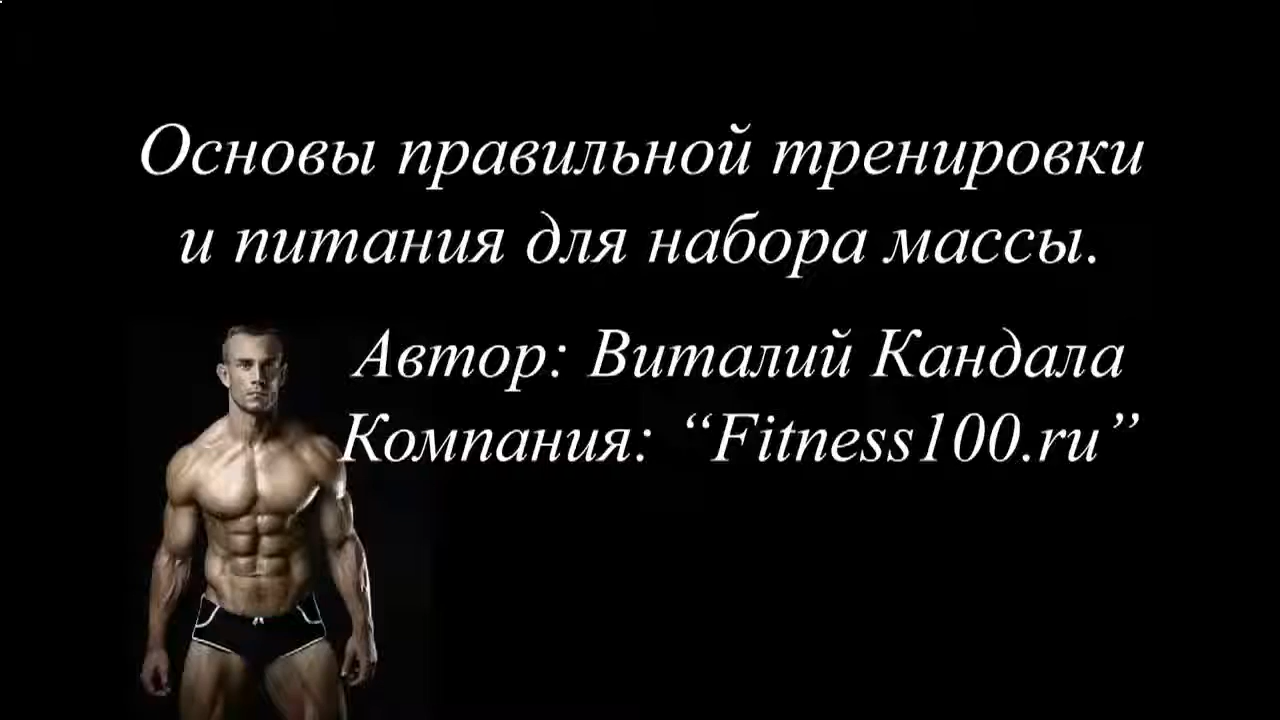 Основы правильной тренировки
и питания для набора массы.
Автор: Виталий Кандала
Компания: “Fitness100.ru”